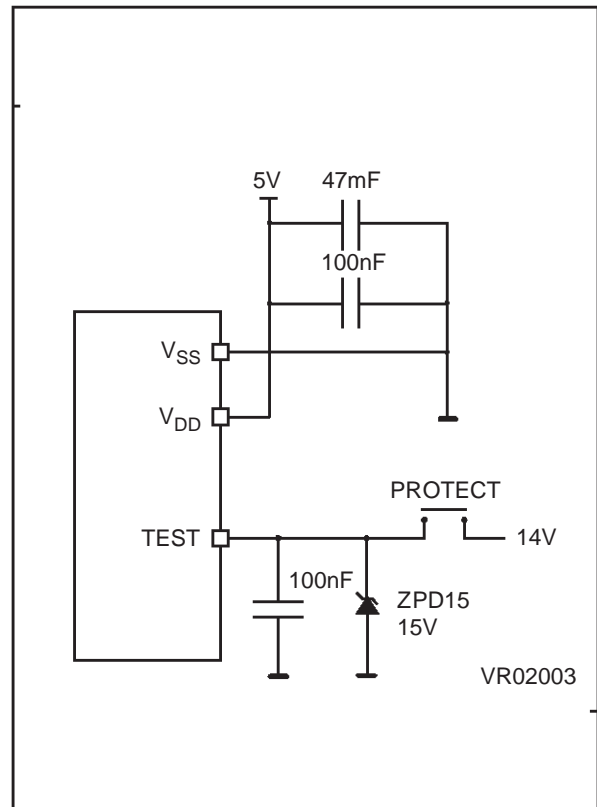 5V
47mF
100nF
VSS
VDD
PROTECT
TEST
14V
100nF
ZPD15
15V
VR02003